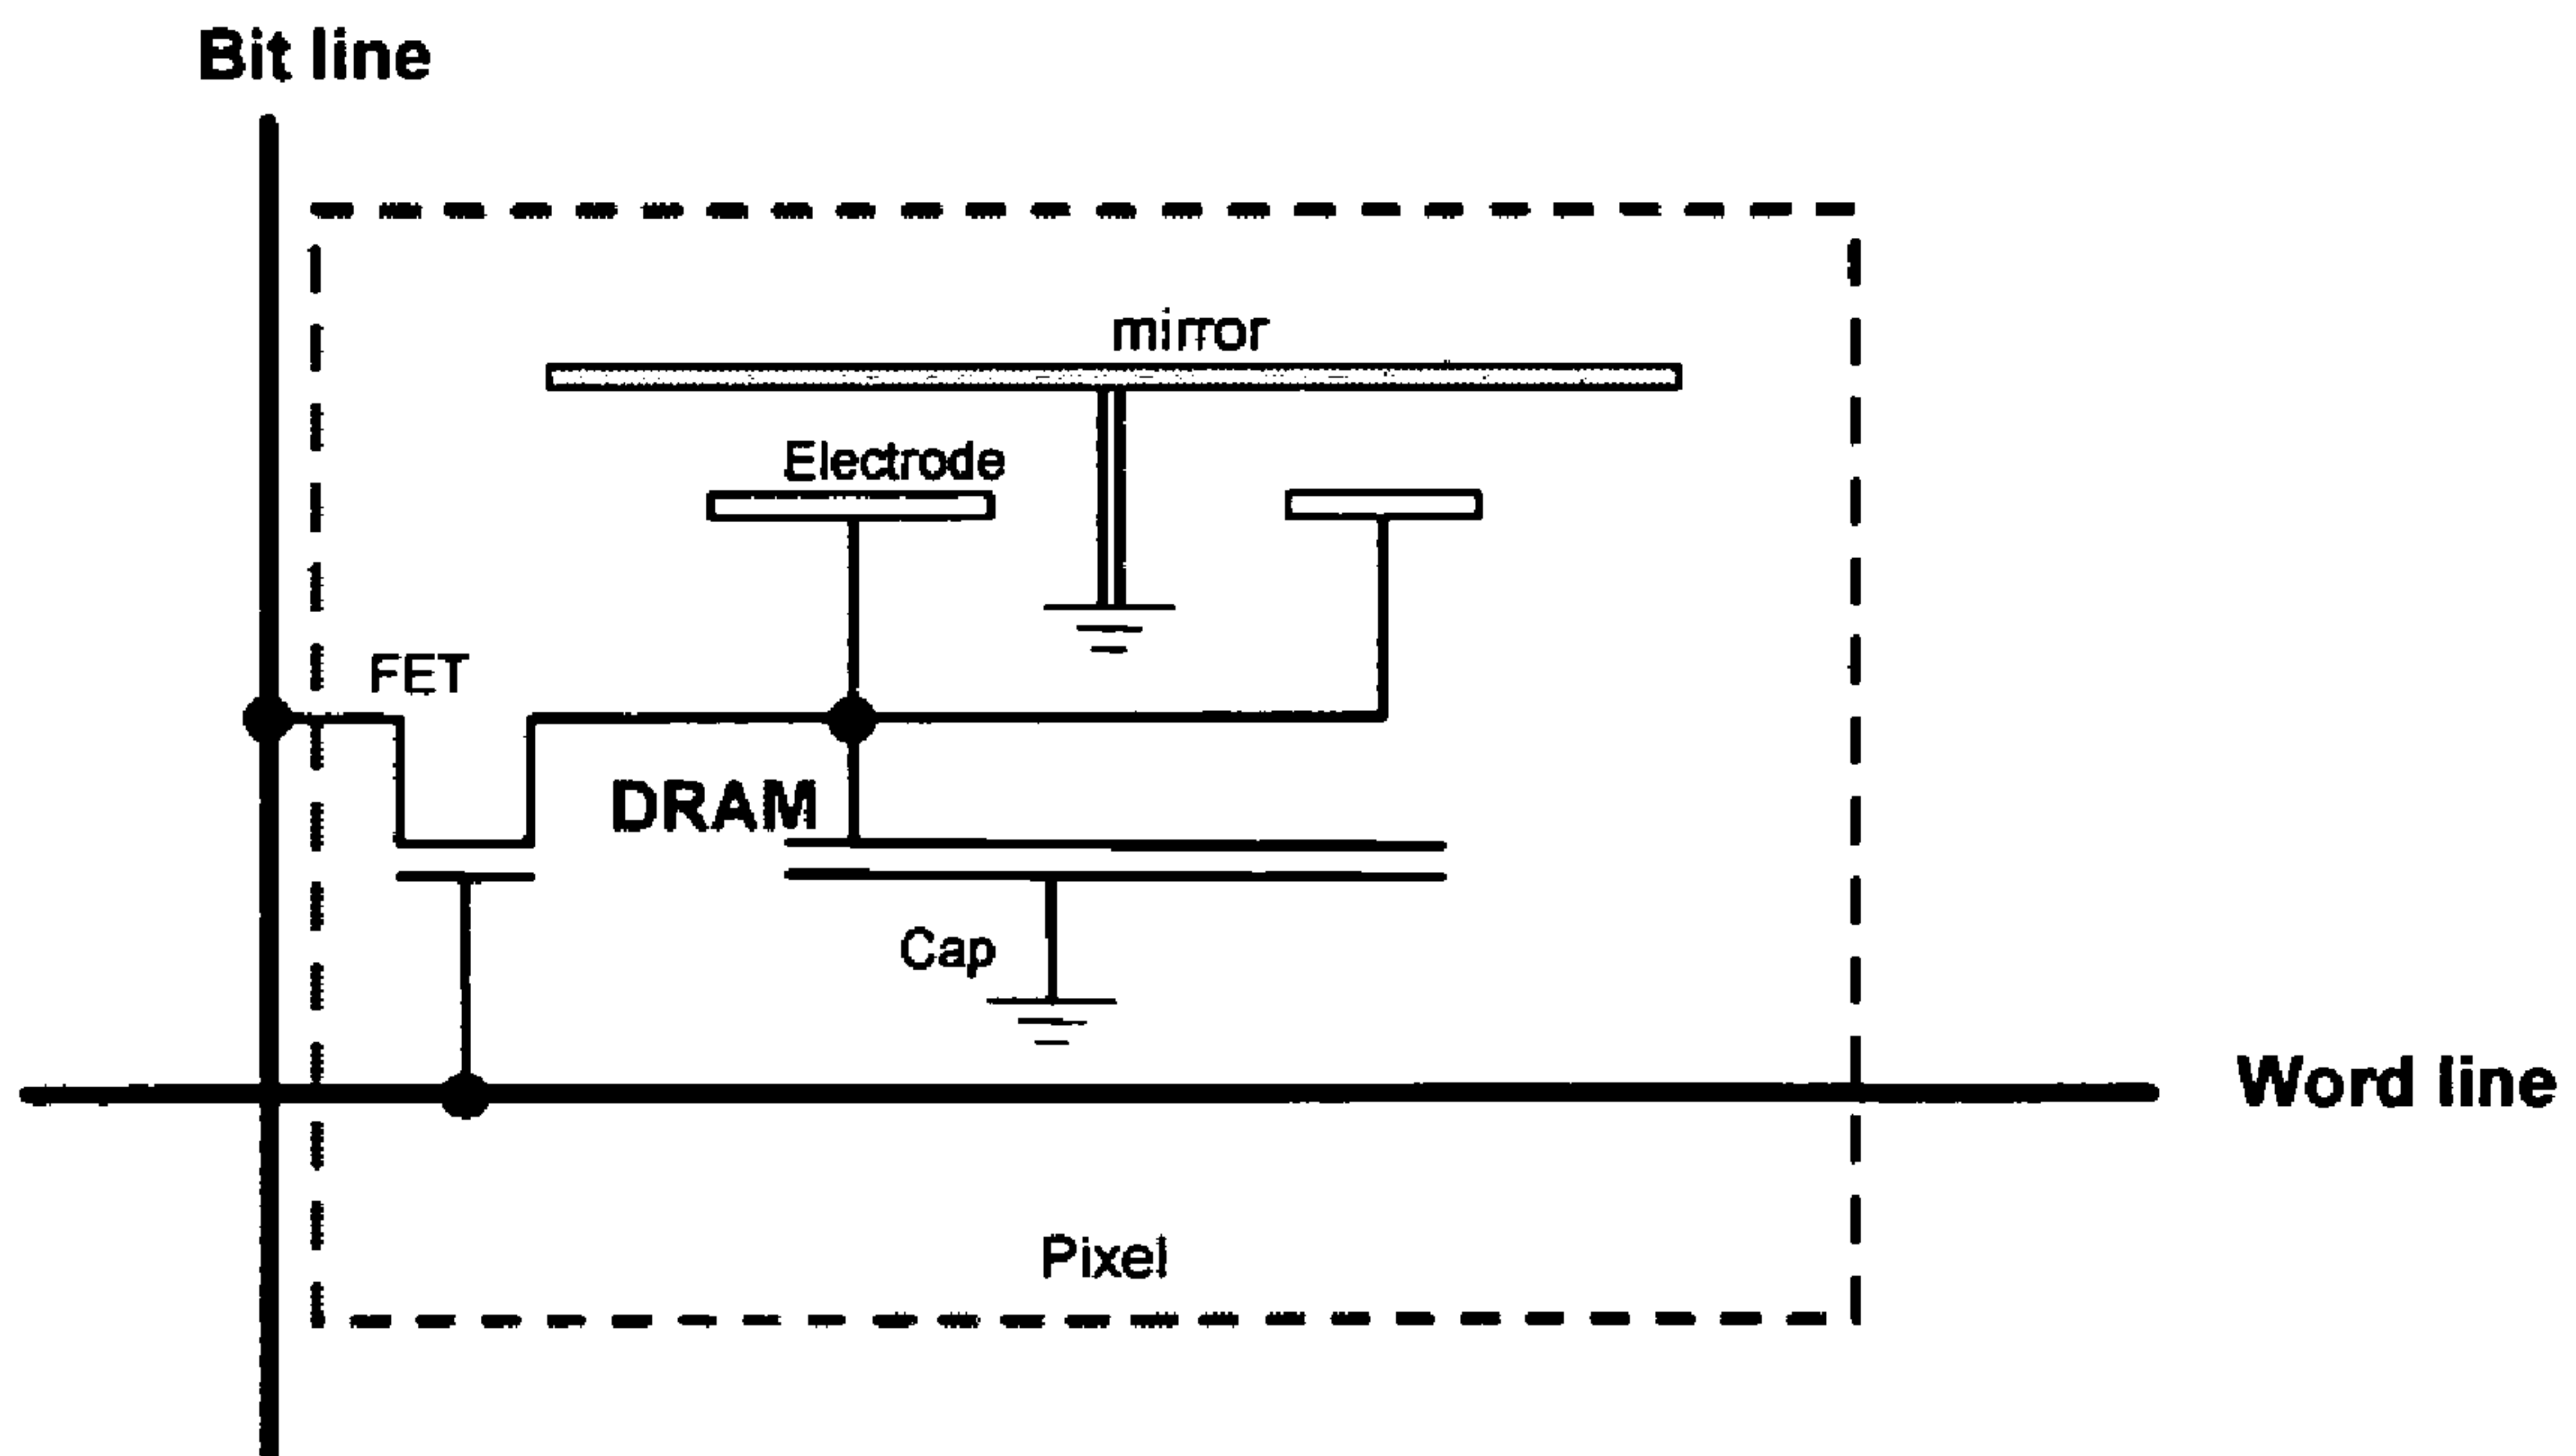 Bit line
mirror
Electrode
FET
DRAM
Cap
Word line
Pixel